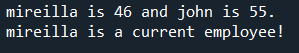 mireilla is 46 and john is 55.
mireilla is a current employee!